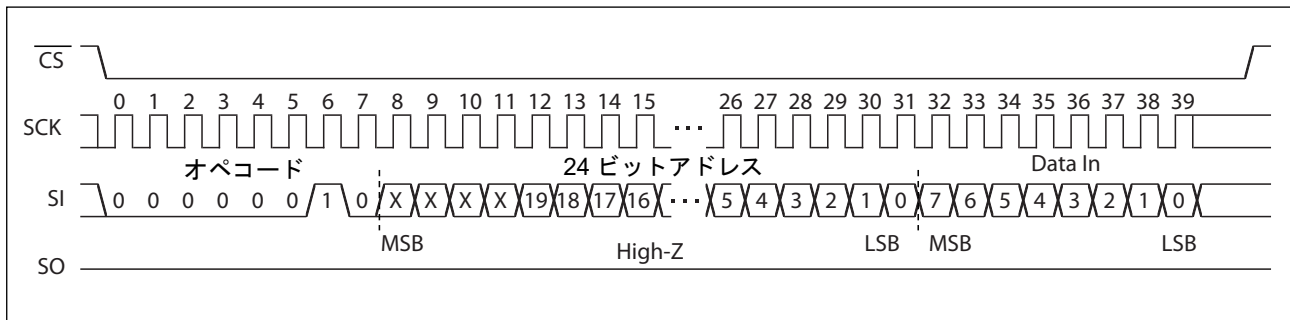 CS
0 1 2 3 4 5 6 7 8 9 10 11 12 13 14 15 26 27 28 29 30 31 32 33 34 35 36 37 38 39
SCK ...
オペコード 24 ビットアドレス Data In
SI 0 0 0 0 0 0 1 0 X X X X 19 18 17 16 ... 5 4 3 2 1 0 7 6 5 4 3 2 1 0
MSB High-Z LSB MSB LSB
SO